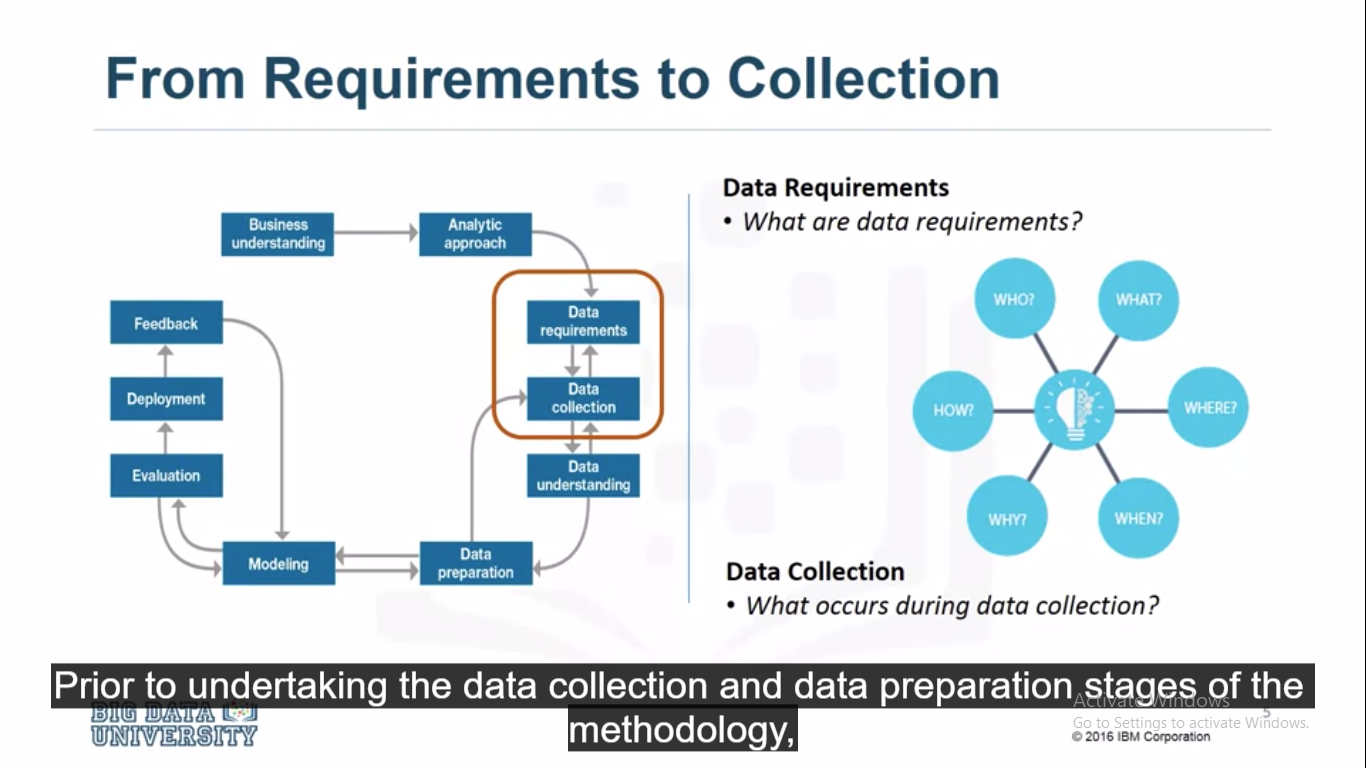 From Requirements to Collection
Business
understanding
Analytic
approach
Data
requirements
Data
collection
Data
understanding
Data
preparation
Modeling
Evaluation
Deployment
Feedback
Data Requirements
• What are data requirements?
WHO?
WHAT?
HOW?
WHERE?
WHY?
WHEN?
Data Collection
• What occurs during data collection?
Prior to undertaking the data collection and data preparation stages of the
methodology,
BIG DATA
UNIVERSITY
Activate Windows
5
Go to Settings to activate Windows.
© 2016 IBM Corporation